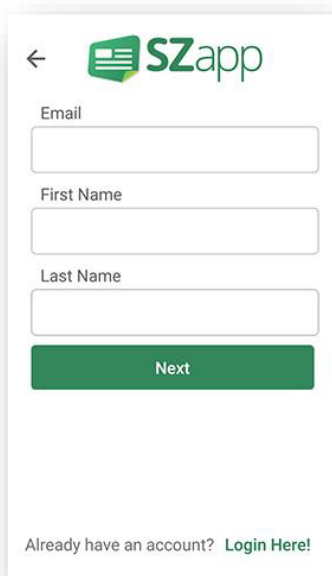 SZapp
Email
First Name
Last Name
Next
Already have an account? Login Here!